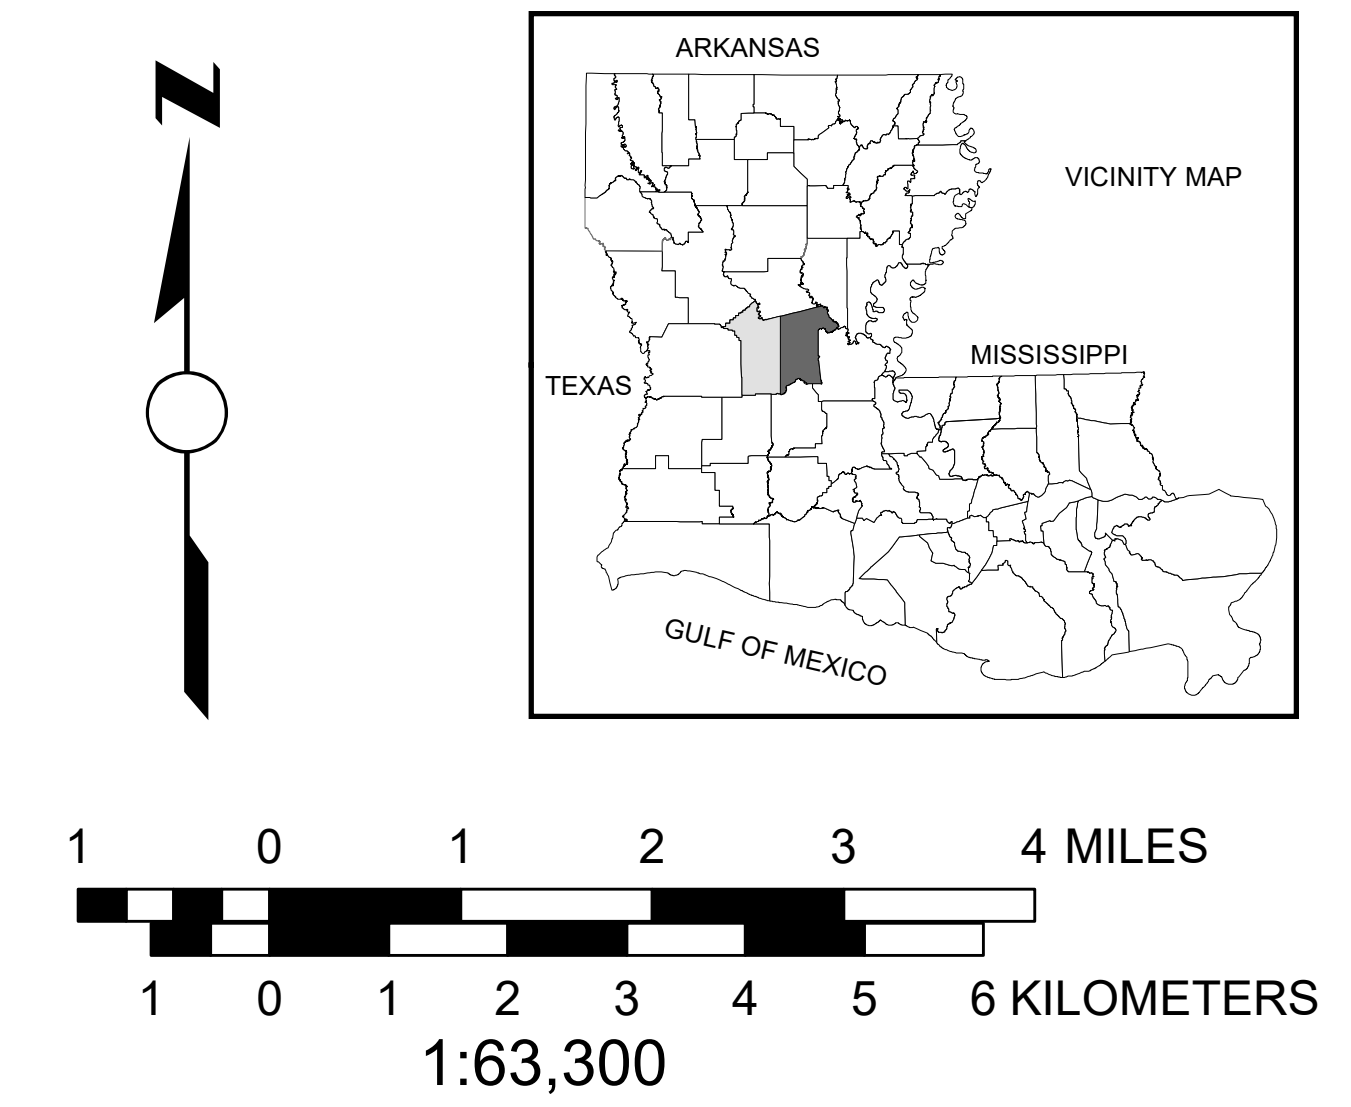 N
ARKANSAS
VICINITY MAP
MISSISSIPPI
TEXAS
GULF OF MEXICO
1 0 1 2 3 4 MILES
1 0 1 2 3 4 5 6 KILOMETERS
1:63,300